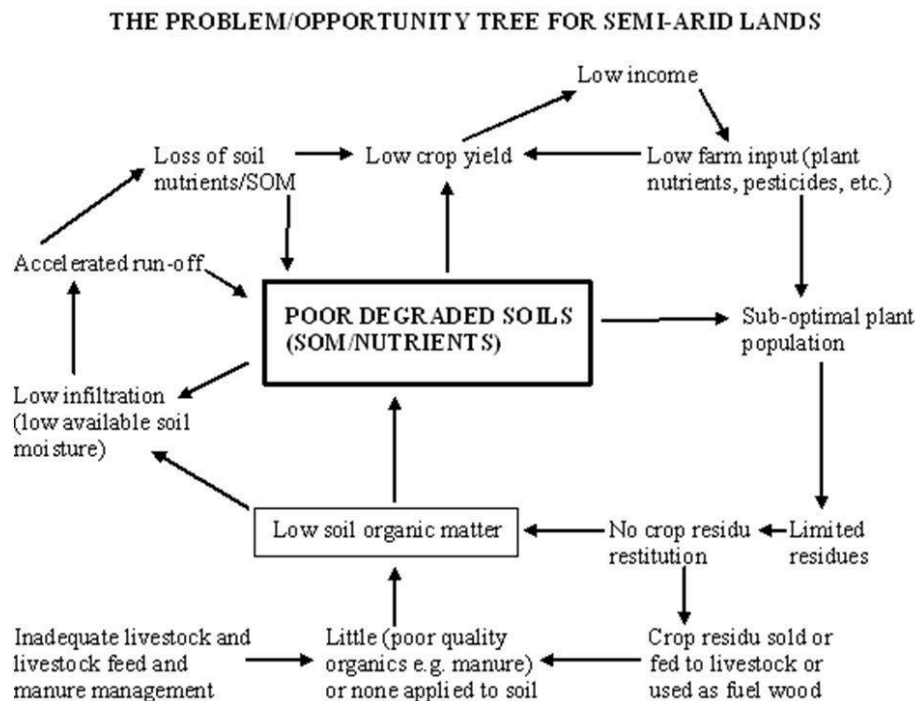 THE PROBLEM/OPPORTUNITY TREE FOR SEMI-ARID LANDS
Low income
Loss of soil
nutrients/SOM
Low crop yield
Low farm input (plant
nutrients, pesticides, etc.)
Accelerated run-off
POOR DEGRADED SOILS
(SOM/NUTRIENTS)
Sub-optimal plant
population
Low infiltration
(low available soil
moisture)
Low soil organic matter
No crop residu
restitution
Limited
residues
Inadequate livestock and
livestock feed and
manure management
Little (poor quality
organics e.g. manure)
or none applied to soil
Crop residu sold or
fed to livestock or
used as fuel wood